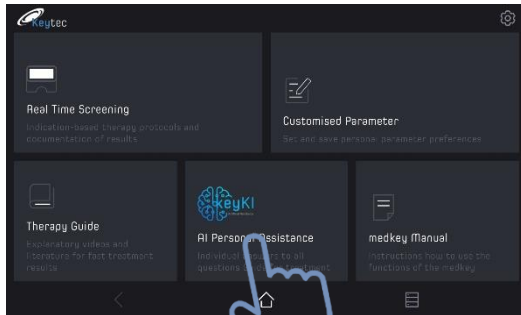 Keytec
Real Time Screening
Indication-based therapy protocols and
documentation of results
Customised Parameter
Set and save personal parameter preferences
Therapy Guide
Explanatory videos and
literature for fast treatment
results
KeyKI
AI Personal Assistance
Individual answers to all
questions treatment
medkey Manual
Instructions how to use the
functions of the medkey